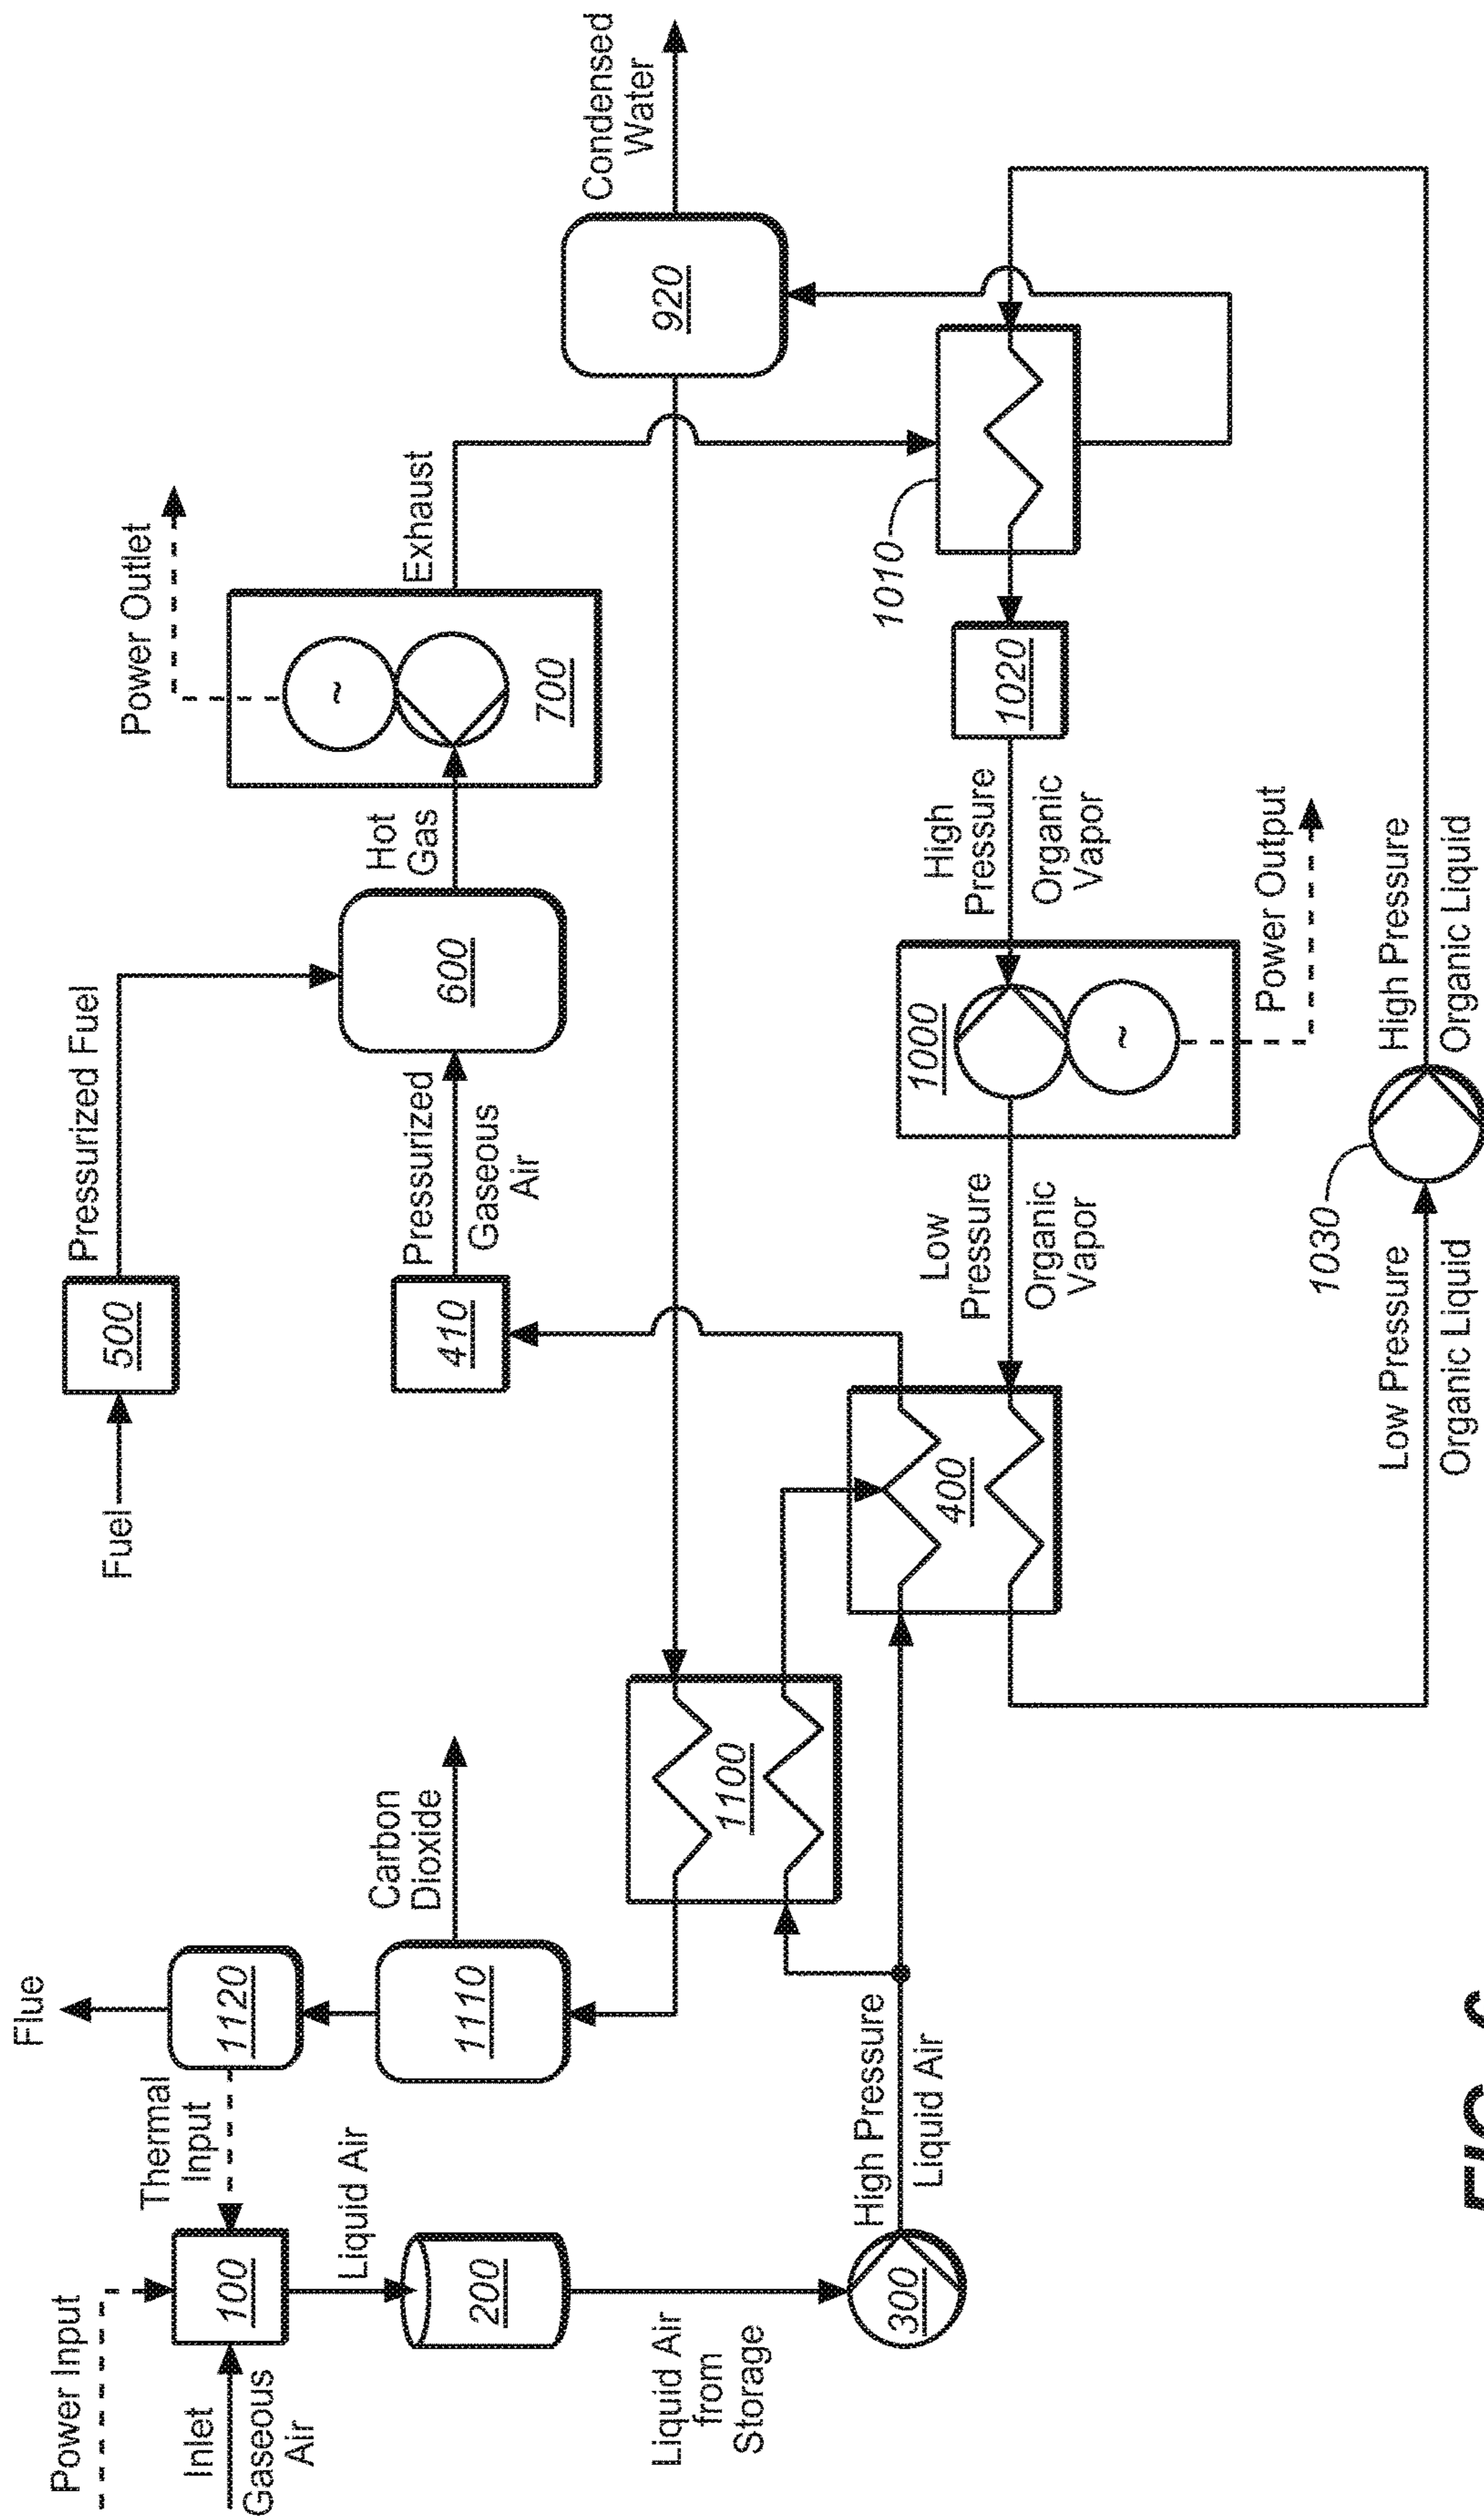 Power Input
Inlet
Gaseous
Air
100
Thermal
Input
1120
Flue
Liquid Air
200
Liquid Air
from
Storage
300
High Pressure
Liquid Air
1110
Carbon
Dioxide
1100
400
410
Fuel
500
Pressurized Fuel
Pressurized
Gaseous
Air
600
Hot
Gas
700
Power Outlet
Exhaust
920
Condensed
Water
1010
1020
High
Pressure
Organic
Vapor
1000
Power Output
Low
Pressure
Organic
Vapor
Low Pressure
Organic Liquid
1030
High Pressure
Organic Liquid